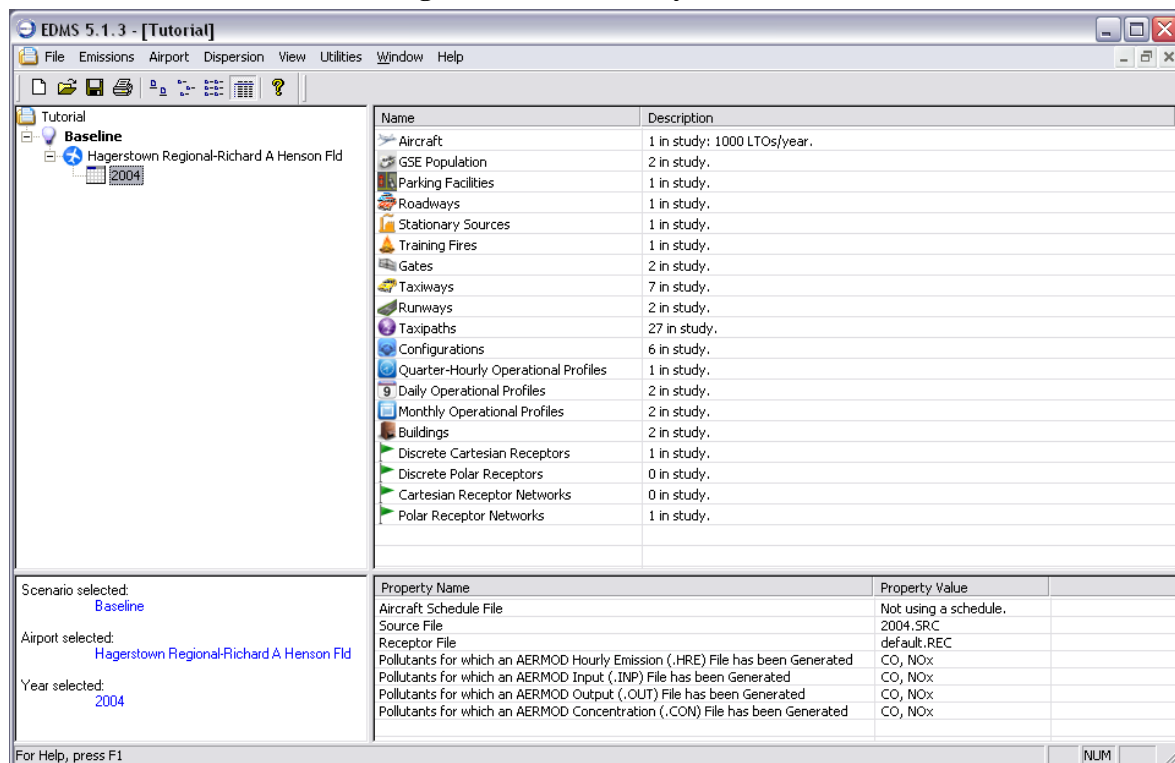 EDMS 5.1.3 - [Tutorial]
File Emissions Airport Dispersion View Utilities Window Help
Tutorial
Baseline
Hagerstown Regional-Richard A Henson Fld
2004
Name Description
Aircraft 1 in study: 1000 LTOs/year.
GSE Population 2 in study.
Parking Facilities 1 in study.
Roadways 1 in study.
Stationary Sources 1 in study.
Training Fires 1 in study.
Gates 2 in study.
Taxiways 7 in study.
Runways 2 in study.
Taxipaths 27 in study.
Configurations 6 in study.
Quarter-Hourly Operational Profiles 1 in study.
9 Daily Operational Profiles 2 in study.
Monthly Operational Profiles 2 in study.
Buildings 2 in study.
Discrete Cartesian Receptors 1 in study.
Discrete Polar Receptors 0 in study.
Cartesian Receptor Networks 0 in study.
Polar Receptor Networks 1 in study.
Scenario selected:
Baseline
Airport selected:
Hagerstown Regional-Richard A Henson Fld
Year selected:
2004
Property Name Property Value
Aircraft Schedule File Not using a schedule.
Source File 2004.SRC
Receptor File default.REC
Pollutants for which an AERMOD Hourly Emission (.HRE) File has been Generated CO, NOx
Pollutants for which an AERMOD Input (.INP) File has been Generated CO, NOx
Pollutants for which an AERMOD Output (.OUT) File has been Generated CO, NOx
Pollutants for which an AERMOD Concentration (.CON) File has been Generated CO, NOx
For Help, press F1 NUM